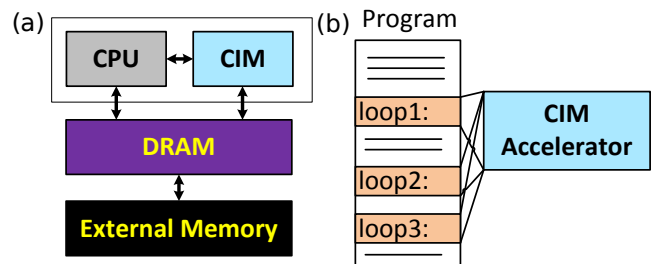 (a)
CPU
CIM
DRAM
External Memory
(b)
Program
loop1:
loop2:
loop3:
CIM
Accelerator